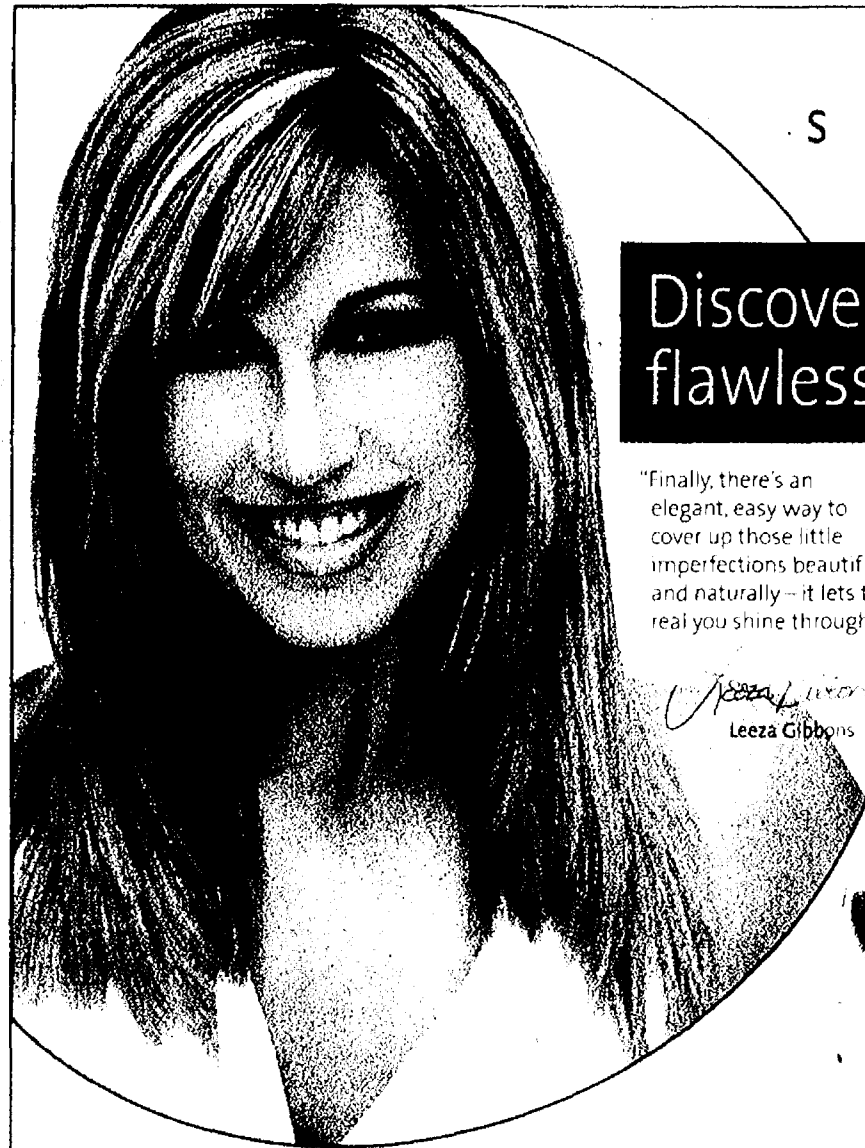 S
Discove
flawless
"Finally, there's an
elegant, easy way to
cover up those little
imperfections beautif
and naturally – it lets t
real you shine through
Leeza
Leeza Gibbons